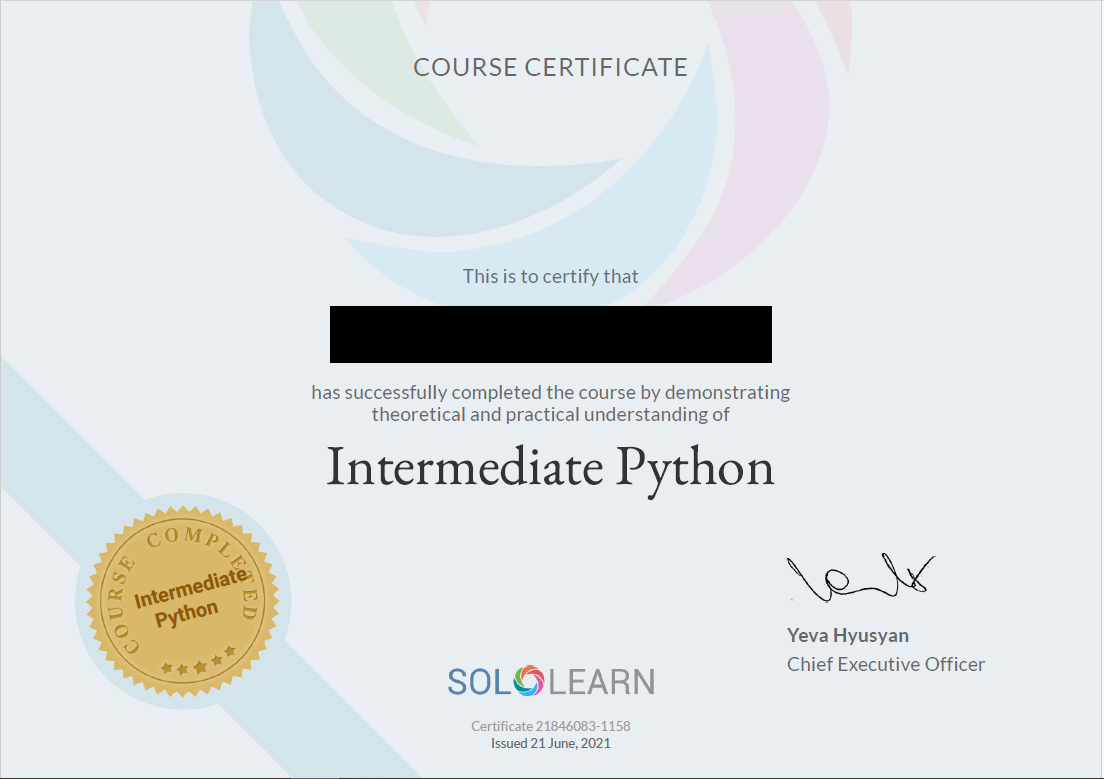 COURSE CERTIFICATE
This is to certify that
has successfully completed the course by demonstrating
theoretical and practical understanding of
Intermediate Python
COURSE COMPLETED
Intermediate
Python
Yeva Hyusyan
Chief Executive Officer
SOLOLEARN
Certificate 21846083-1158
Issued 21 June, 2021